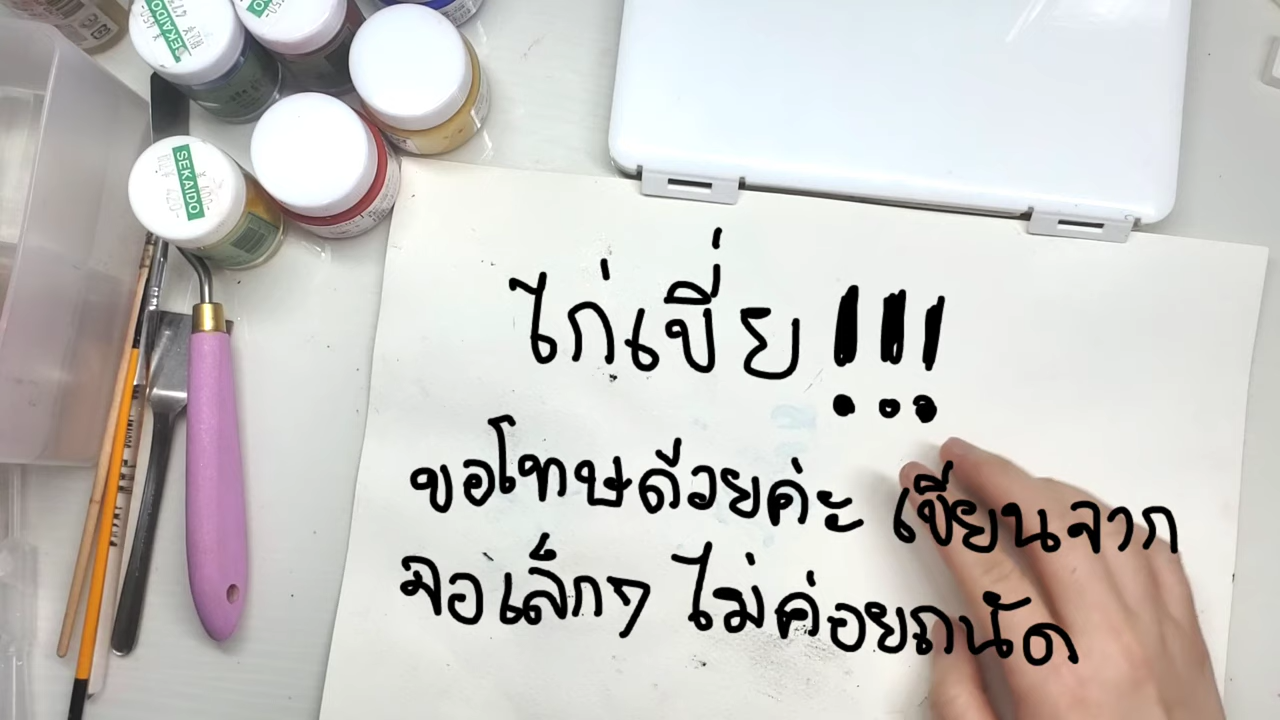 SEKAIDO
SEKAIDO
ไก่เขี่ย!!!
ขอโทษด้วยค่ะ เขียนจาก
จอเล็กๆ ไม่ค่อยถนัด